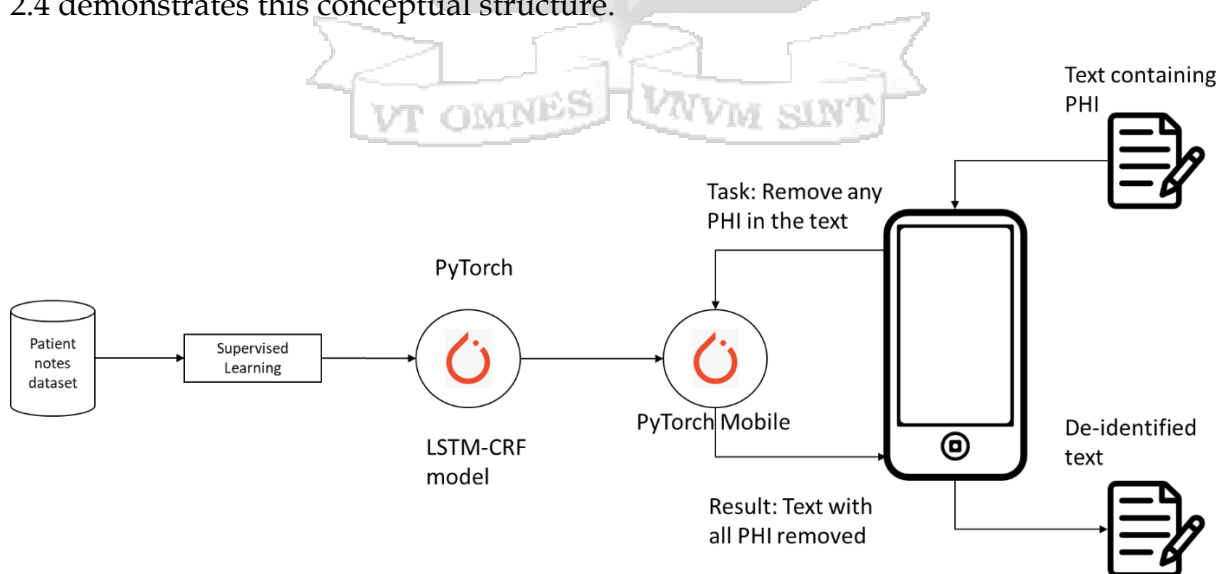 2.4 demonstrates this conceptual structure.
VT OMNES VNVM SINT
Text containing
PHI
Task: Remove any
PHI in the text
PyTorch
Patient
notes
dataset
Supervised
Learning
PyTorch Mobile
LSTM-CRF
model
De-identified
text
Result: Text with
all PHI removed